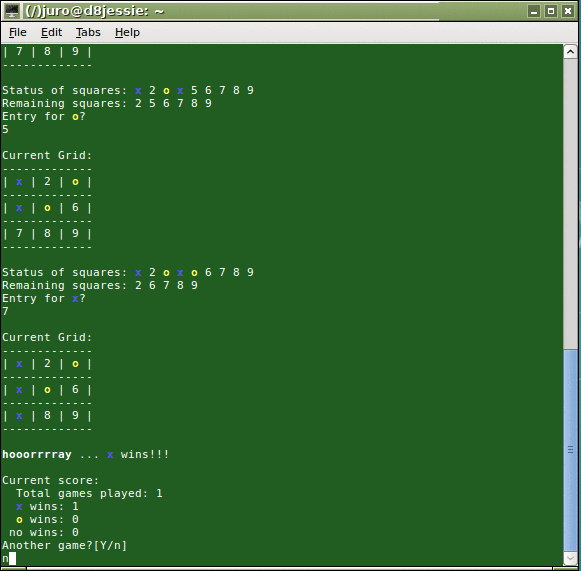 (/)juro@d8jessie: ~
File Edit Tabs Help
| 7 | 8 | 9 |
-------------
Status of squares: x 2 o x 5 6 7 8 9
Remaining squares: 2 5 6 7 8 9
Entry for o?
5
Current Grid:
-------------
| x | 2 | o |
-------------
| x | o | 6 |
-------------
| 7 | 8 | 9 |
-------------
Status of squares: x 2 o x o 6 7 8 9
Remaining squares: 2 6 7 8 9
Entry for x?
7
Current Grid:
-------------
| x | 2 | o |
-------------
| x | o | 6 |
-------------
| x | 8 | 9 |
-------------
hooorrrray ... x wins!!!
Current score:
Total games played: 1
x wins: 1
o wins: 0
no wins: 0
Another game?[Y/n]
n